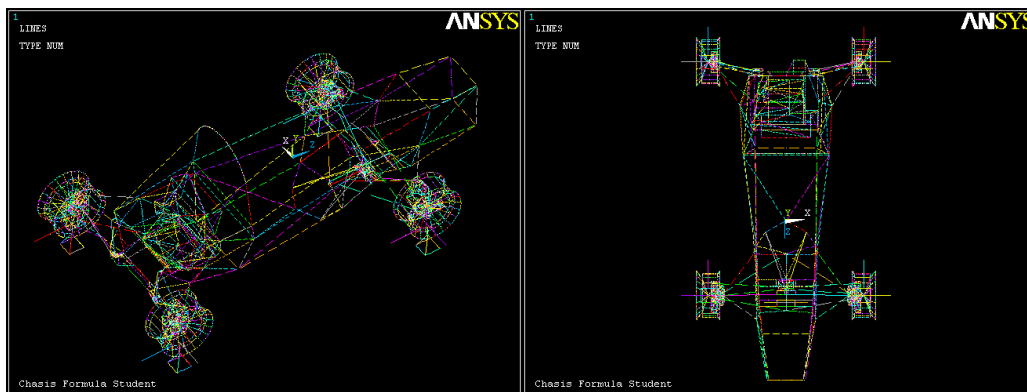 1
LINES
TYPE NUM
ANSYS
X
Y
Z
Chasis Formula Student
1
LINES
TYPE NUM
ANSYS
Y
X
Z
Chasis Formula Student